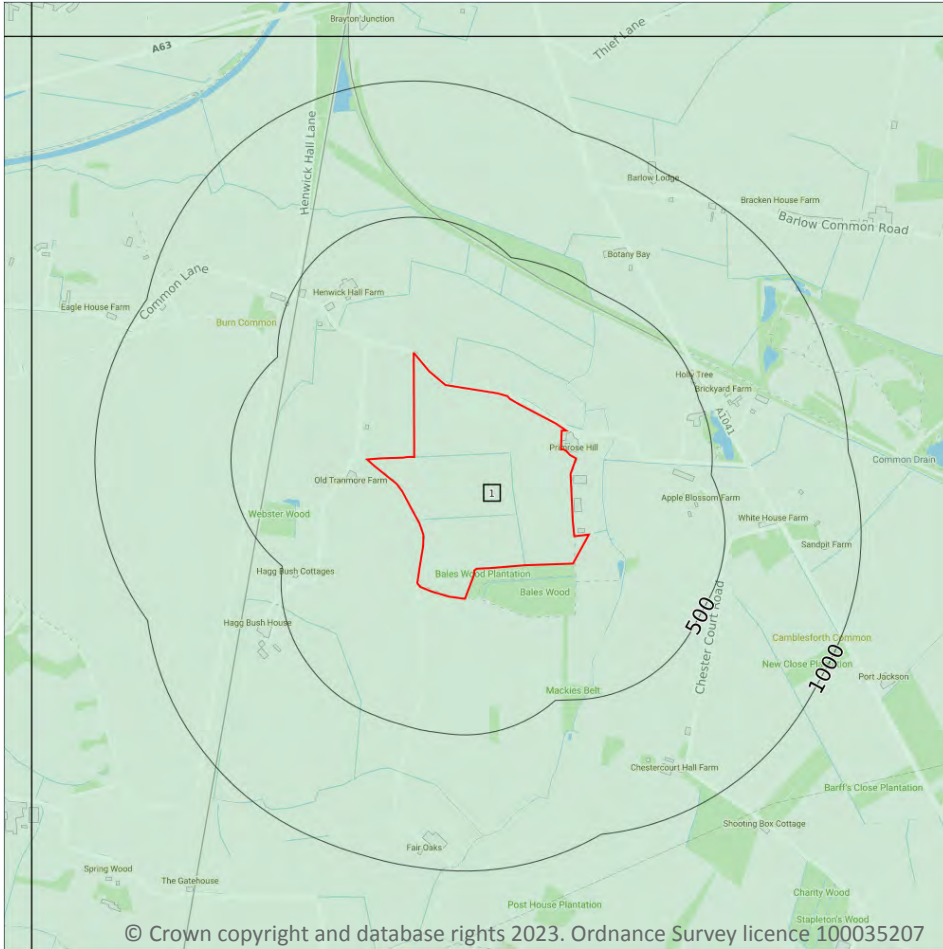 Brayton Junction
A63
Thief Lane
Henwick Hall Lane
Barlow Lodge
Bracken House Farm
Barlow Common Road
Botany Bay
Common Lane
Henwick Hall Farm
Eagle House Farm
Burn Common
Holly Tree
Brickyard Farm
A1041
Primrose Hill
Common Drain
Old Tranmore Farm
1
Apple Blossom Farm
Webster Wood
White House Farm
Sandpit Farm
Hagg Bush Cottages
Bales Wood Plantation
Bales Wood
500
Chester Court Road
Hagg Bush House
Camblesforth Common
New Close Plantation
1000
Port Jackson
Mackies Belt
Chestercourt Hall Farm
Barff's Close Plantation
Shooting Box Cottage
Fair Oaks
Spring Wood
The Gatehouse
Charity Wood
Post House Plantation
Stapleton's Wood
© Crown copyright and database rights 2023. Ordnance Survey licence 100035207